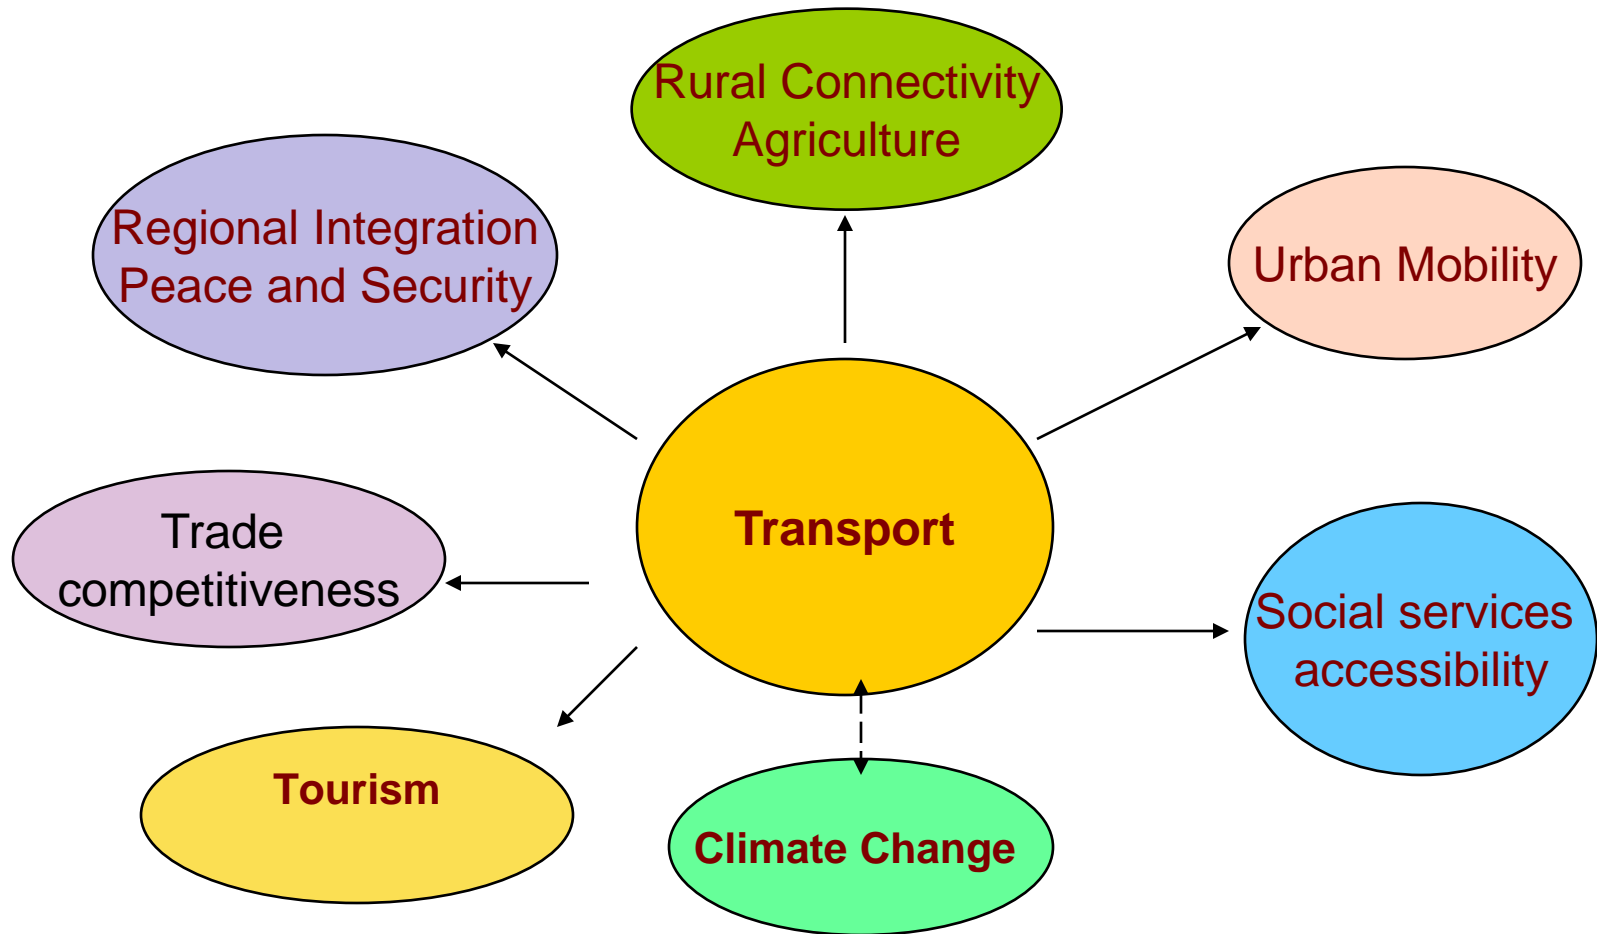 Rural Connectivity
Agriculture
Regional Integration
Peace and Security
Urban Mobility
Transport
Trade
competitiveness
Social services
accessibility
Tourism
Climate Change